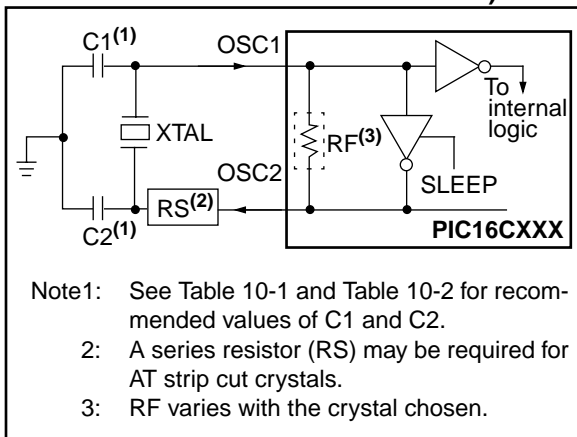 C1(1)
OSC1
To
internal
logic
XTAL
RF(3)
OSC2
SLEEP
RS(2)
C2(1)
PIC16CXXX
Note1: See Table 10-1 and Table 10-2 for recom-
mended values of C1 and C2.
2: A series resistor (RS) may be required for
AT strip cut crystals.
3: RF varies with the crystal chosen.